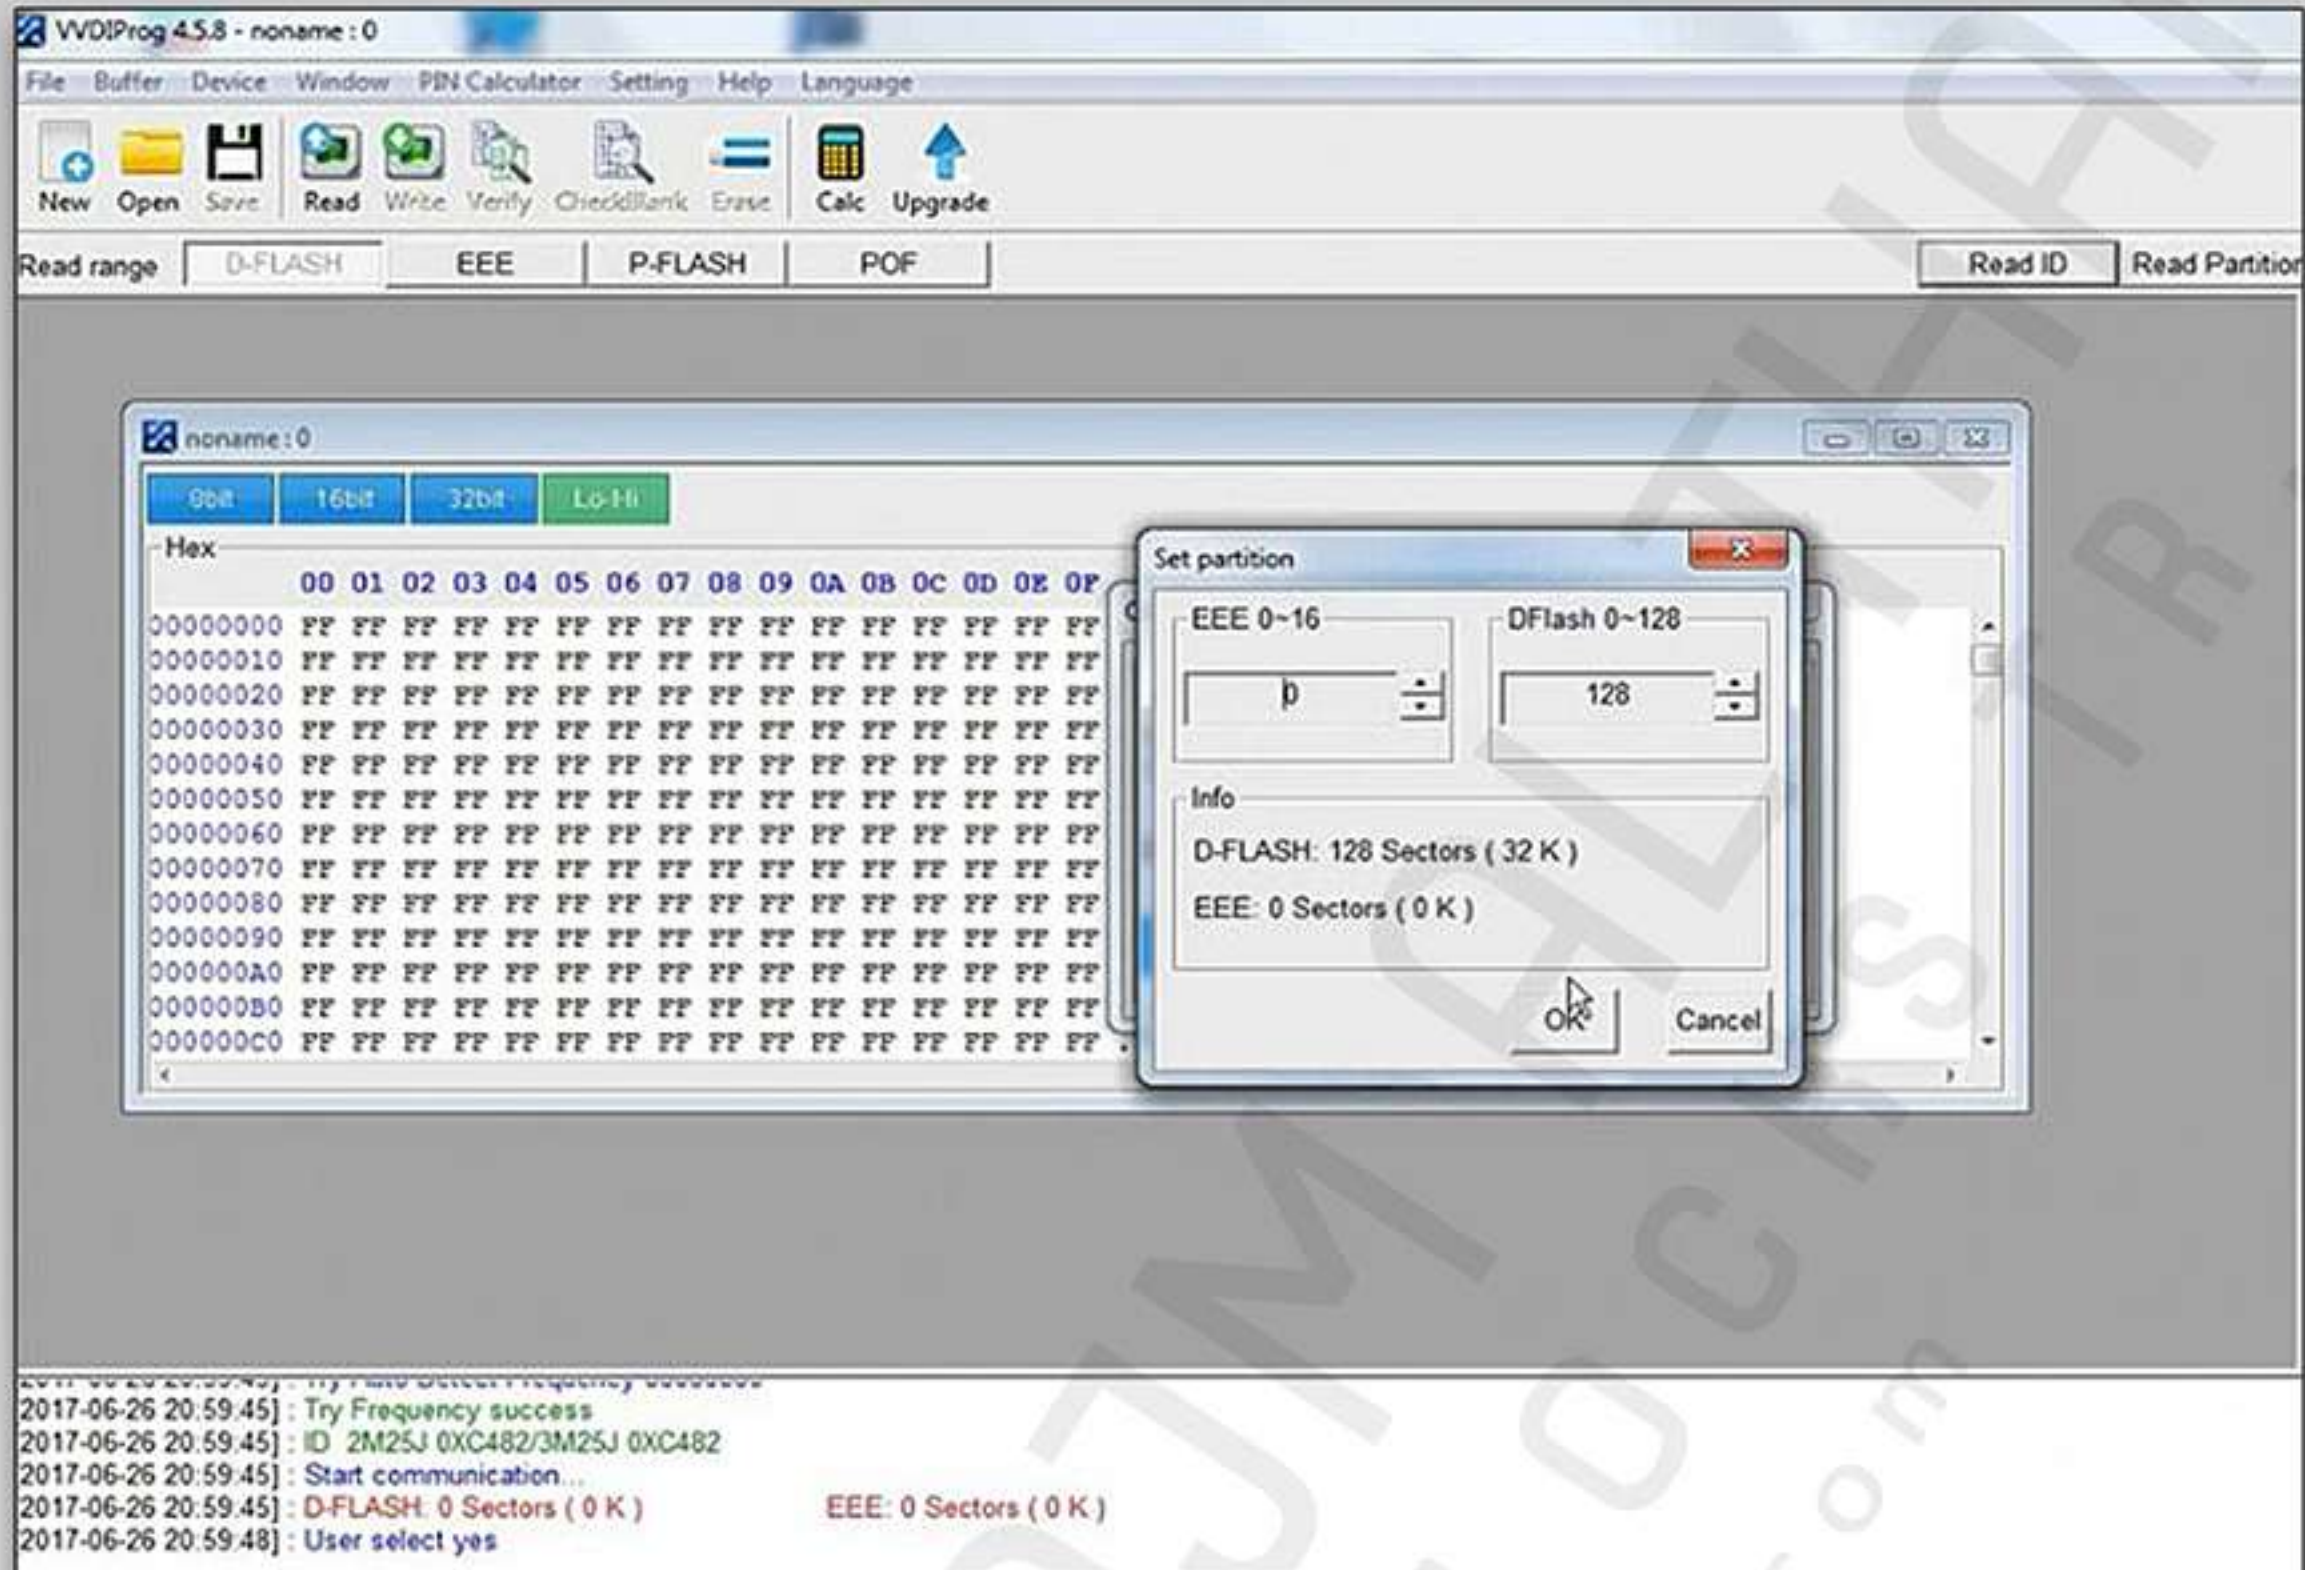 VVDIProg 4.5.8 - noname : 0
File Buffer Device Window PIN Calculator Setting Help Language
New Open Save Read Write Verify CheckBlank Erase Calc Upgrade
Read range D-FLASH EEE P-FLASH POF Read ID Read Partition
noname : 0
8bit 16bit 32bit Lo-Hi
Hex
00 01 02 03 04 05 06 07 08 09 0A 0B 0C 0D 0E 0F
00000000 FF FF FF FF FF FF FF FF FF FF FF FF FF FF FF FF
00000010 FF FF FF FF FF FF FF FF FF FF FF FF FF FF FF FF
00000020 FF FF FF FF FF FF FF FF FF FF FF FF FF FF FF FF
00000030 FF FF FF FF FF FF FF FF FF FF FF FF FF FF FF FF
00000040 FF FF FF FF FF FF FF FF FF FF FF FF FF FF FF FF
00000050 FF FF FF FF FF FF FF FF FF FF FF FF FF FF FF FF
00000060 FF FF FF FF FF FF FF FF FF FF FF FF FF FF FF FF
00000070 FF FF FF FF FF FF FF FF FF FF FF FF FF FF FF FF
00000080 FF FF FF FF FF FF FF FF FF FF FF FF FF FF FF FF
00000090 FF FF FF FF FF FF FF FF FF FF FF FF FF FF FF FF
000000A0 FF FF FF FF FF FF FF FF FF FF FF FF FF FF FF FF
000000B0 FF FF FF FF FF FF FF FF FF FF FF FF FF FF FF FF
000000C0 FF FF FF FF FF FF FF FF FF FF FF FF FF FF FF FF
Set partition
EEE 0~16 DFlash 0~128
0 128
Info
D-FLASH: 128 Sectors ( 32 K )
EEE: 0 Sectors ( 0 K )
OK Cancel
2017-06-26 20:59:45] : Try Auto Detect Frequency
2017-06-26 20:59:45] : Try Frequency success
2017-06-26 20:59:45] : ID 2M25J 0XC482/3M25J 0XC482
2017-06-26 20:59:45] : Start communication...
2017-06-26 20:59:45] : D-FLASH: 0 Sectors ( 0 K ) EEE: 0 Sectors ( 0 K )
2017-06-26 20:59:48] : User select yes